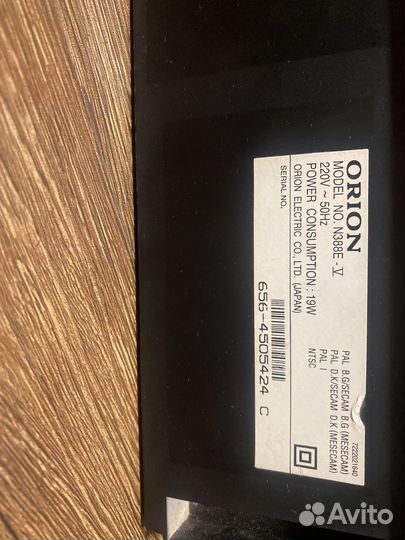 ORION
MODEL NO. N388E-V
220V ~ 50Hz
POWER CONSUMPTION : 19W
ORION ELECTRIC CO., LTD. (JAPAN)
SERIAL NO.
656-4505424 C
7222021640
PAL B.G/SECAM B.G (MESECAM)
PAL D.K/SECAM D.K (MESECAM)
PAL I
NTSC
Avito